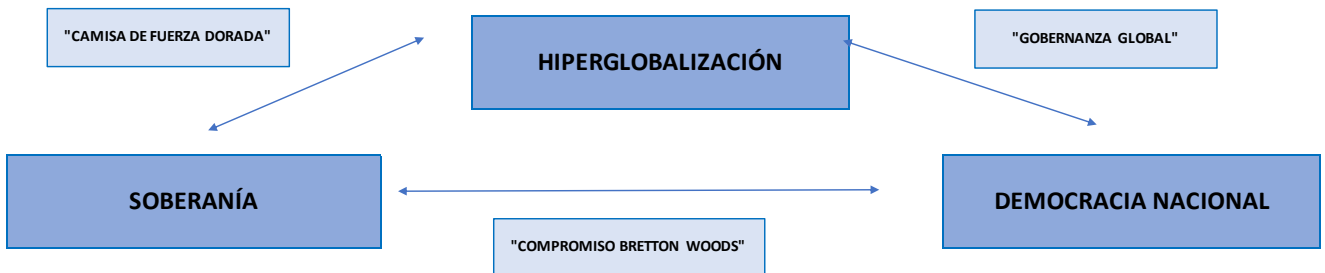 "CAMISA DE FUERZA DORADA"
"GOBERNANZA GLOBAL"
HIPERGLOBALIZACIÓN
SOBERANÍA
DEMOCRACIA NACIONAL
"COMPROMISO BRETTON WOODS"